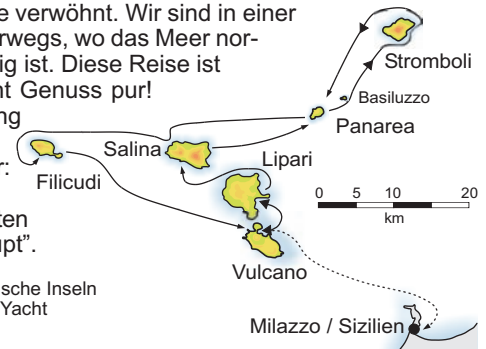 e verwöhnt. Wir sind in einer
rwegs, wo das Meer nor-
ig ist. Diese Reise ist
nt Genuss pur!
ng
r:
ten
upt”.
sche Inseln
Yacht
Stromboli
Basiluzzo
Panarea
Salina
Lipari
Filicudi
0 5 10 20
km
Vulcano
Milazzo / Sizilien